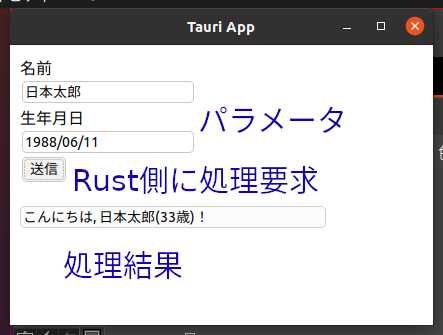 Tauri App
名前
日本太郎
生年月日
パラメータ
1988/06/11
送信
Rust側に処理要求
こんにちは, 日本太郎(33歳)！
処理結果